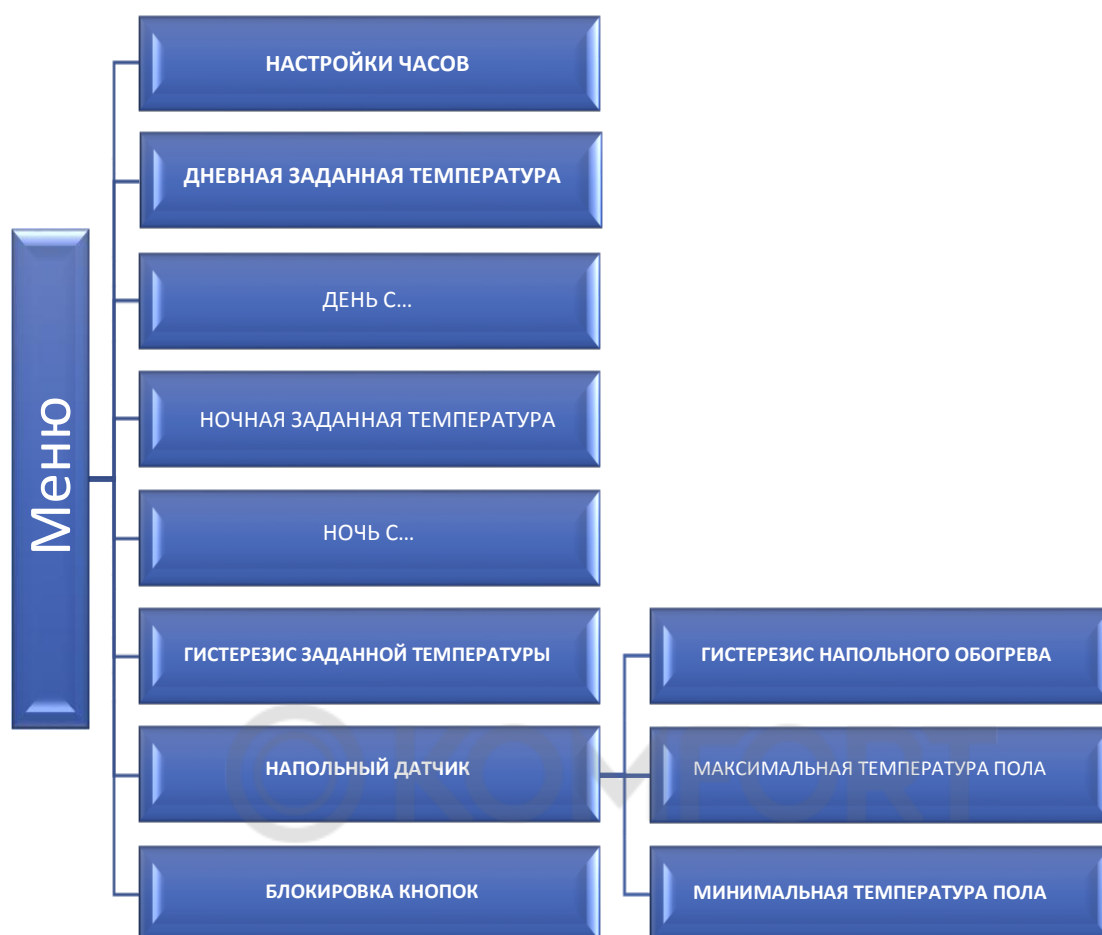 Меню
НАСТРОЙКИ ЧАСОВ
ДНЕВНАЯ ЗАДАННАЯ ТЕМПЕРАТУРА
ДЕНЬ С...
НОЧНАЯ ЗАДАННАЯ ТЕМПЕРАТУРА
НОЧЬ С...
ГИСТЕРЕЗИС ЗАДАННОЙ ТЕМПЕРАТУРЫ
НАПОЛЬНЫЙ ДАТЧИК
ГИСТЕРЕЗИС НАПОЛЬНОГО ОБОГРЕВА
МАКСИМАЛЬНАЯ ТЕМПЕРАТУРА ПОЛА
МИНИМАЛЬНАЯ ТЕМПЕРАТУРА ПОЛА
БЛОКИРОВКА КНОПОК
KOMFORT